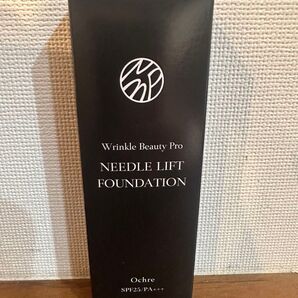 Wrinkle Beauty Pro
NEEDLE LIFT
FOUNDATION
Ochre
SPF25/PA+++